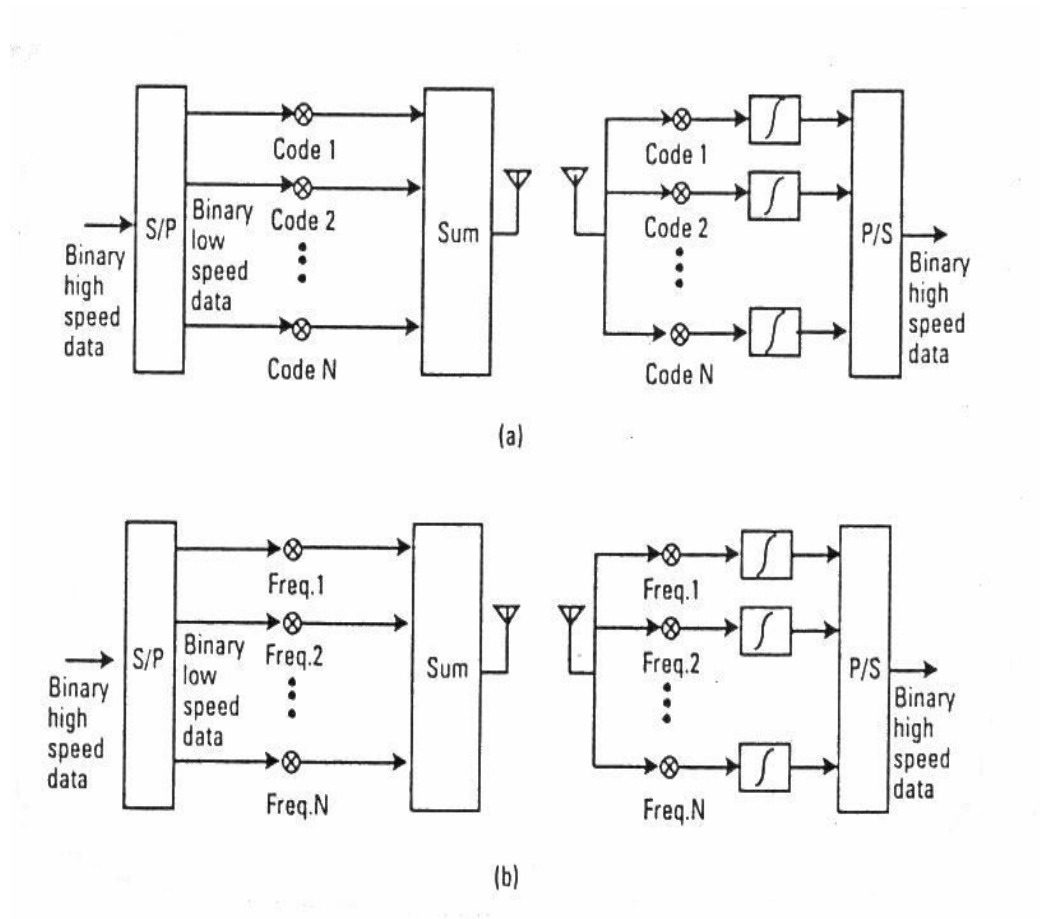 S/P
Binary
high
speed
data
Binary
low
speed
data
Code 1
Code 2
Code N
Sum
Code 1
Code 2
Code N
P/S
Binary
high
speed
data
(a)
S/P
Binary
high
speed
data
Binary
low
speed
data
Freq.1
Freq.2
Freq.N
Sum
Freq.1
Freq.2
Freq.N
P/S
Binary
high
speed
data
(b)